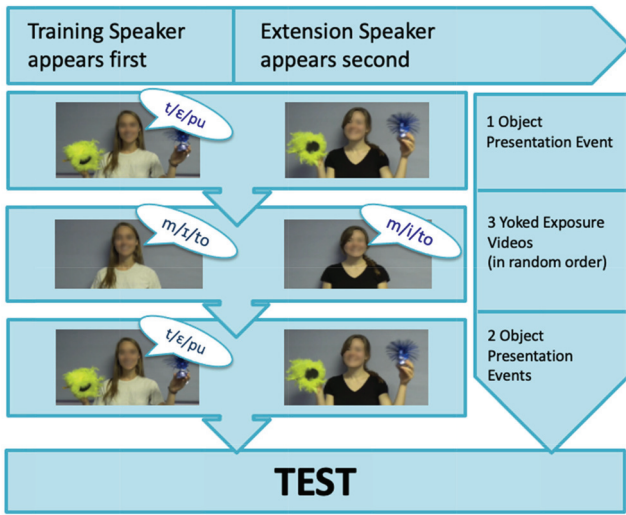 Training Speaker
appears first
Extension Speaker
appears second
t/ɛ/pu
1 Object
Presentation Event
m/ɪ/to
m/i/to
3 Yoked Exposure
Videos
(in random order)
t/ɛ/pu
2 Object
Presentation
Events
TEST